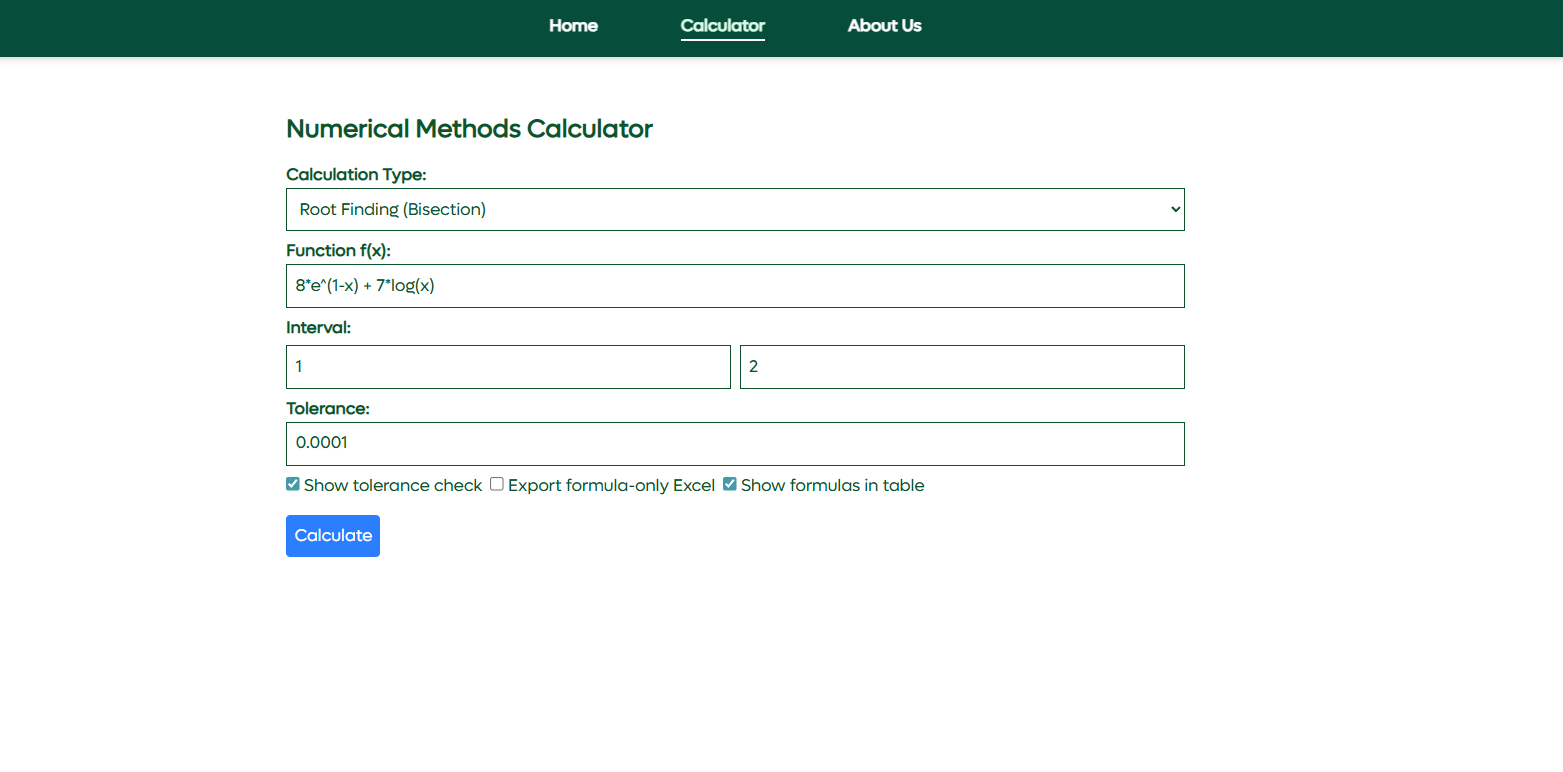 Home Calculator About Us
Numerical Methods Calculator
Calculation Type:
Root Finding (Bisection)
Function f(x):
8*e^(1-x) + 7*log(x)
Interval:
1 2
Tolerance:
0.0001
Show tolerance check Export formula-only Excel Show formulas in table
Calculate